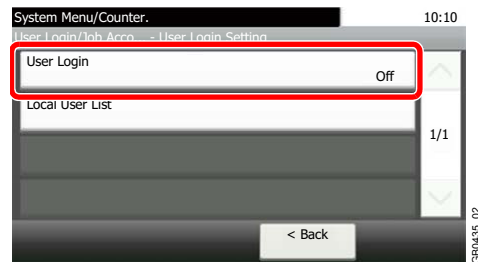 System Menu/Counter. 10:10
User Login/Job Acco... - User Login Setting
User Login
Off
Local User List
1/1
< Back
GB0435_02